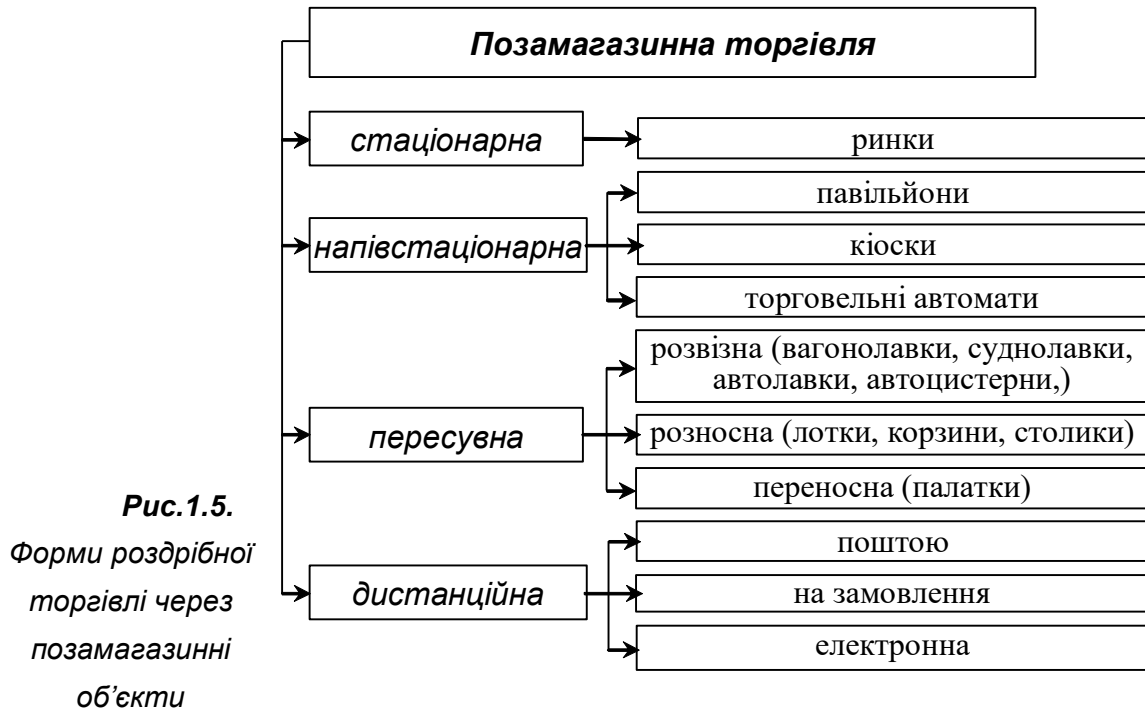 Позамагазинна торгівля
стаціонарна
ринки
напівстаціонарна
павільйони
кіоски
торговельні автомати
пересувна
розвізна (вагонолавки, суднолавки,
автолавки, автоцистерни,)
розносна (лотки, корзини, столики)
переносна (палатки)
дистанційна
поштою
на замовлення
електронна
Рис.1.5.
Форми роздрібної
торгівлі через
позамагазинні
об’єкти